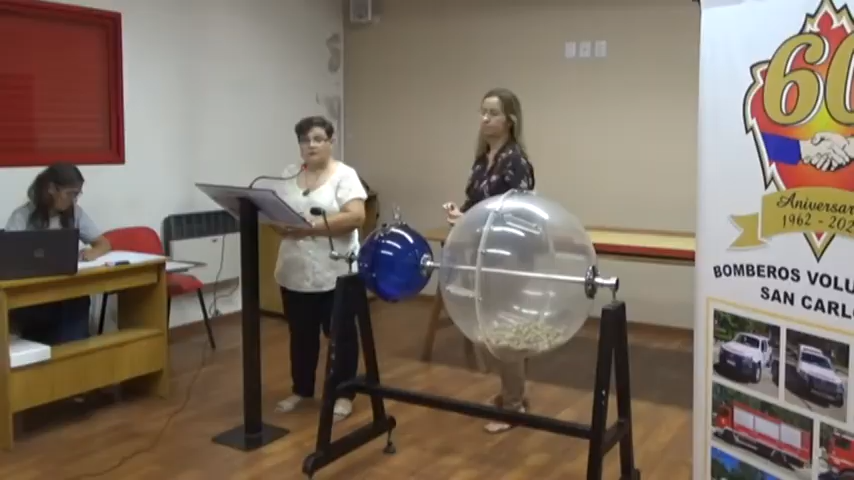 60
Aniversar
1962 - 202
BOMBEROS VOLU
SAN CARLO